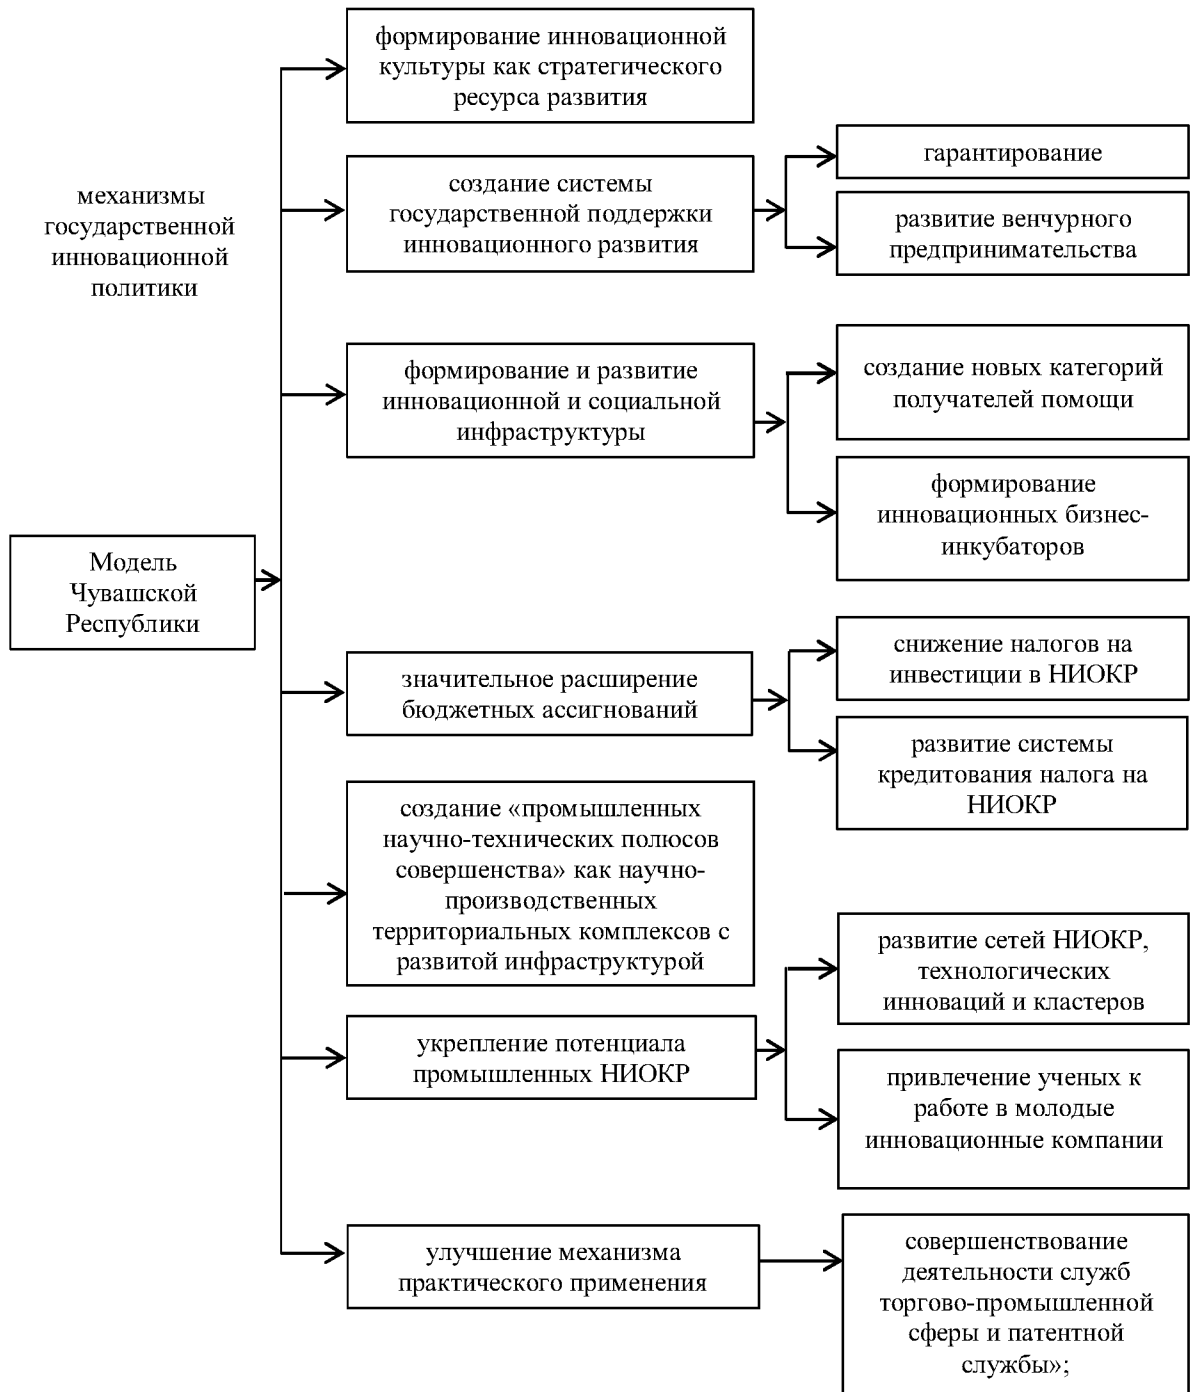 формирование инновационной
культуры как стратегического
ресурса развития
гарантирование
механизмы
государственной
инновационной
политики
создание системы
государственной поддержки
инновационного развития
развитие венчурного
предпринимательства
формирование и развитие
инновационной и социальной
инфраструктуры
создание новых категорий
получателей помощи
формирование
инновационных бизнес-
инкубаторов
Модель
Чувашской
Республики
значительное расширение
бюджетных ассигнований
снижение налогов на
инвестиции в НИОКР
развитие системы
кредитования налога на
НИОКР
создание «промышленных
научно-технических полюсов
совершенства» как научно-
производственных
территориальных комплексов с
развитой инфраструктурой
укрепление потенциала
промышленных НИОКР
развитие сетей НИОКР,
технологических
инноваций и кластеров
привлечение ученых к
работе в молодые
инновационные компании
улучшение механизма
практического применения
совершенствование
деятельности служб
торгово-промышленной
сферы и патентной
службы»;